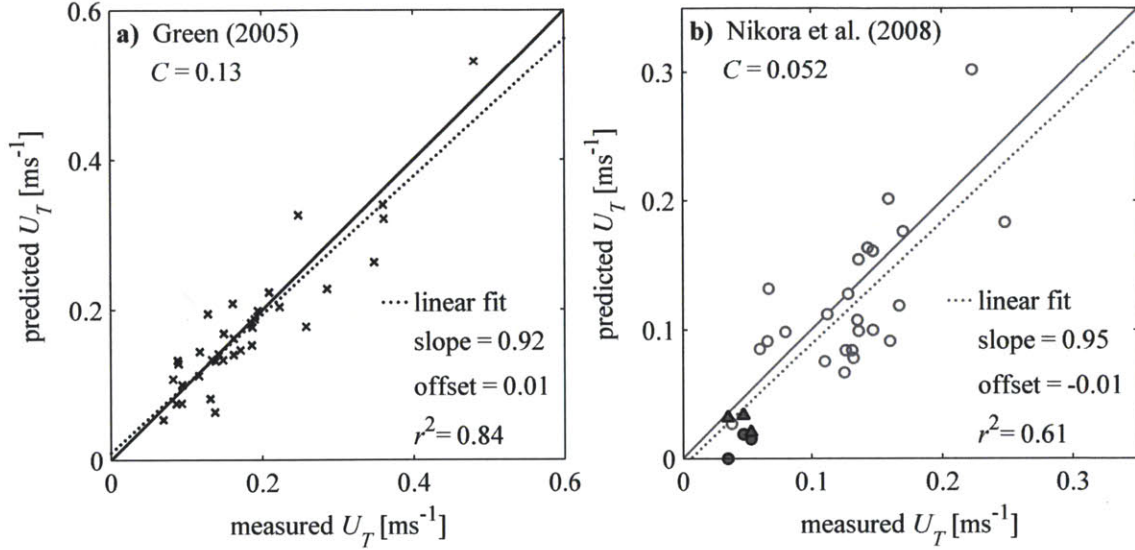 a) Green (2005)
C = 0.13
predicted U_T [ms⁻¹]
0.6
0.4
0.2
0
linear fit
slope = 0.92
offset = 0.01
r² = 0.84
0
0.2
0.4
0.6
measured U_T [ms⁻¹]
b) Nikora et al. (2008)
C = 0.052
predicted U_T [ms⁻¹]
0.3
0.2
0.1
0
linear fit
slope = 0.95
offset = -0.01
r² = 0.61
0
0.1
0.2
0.3
measured U_T [ms⁻¹]